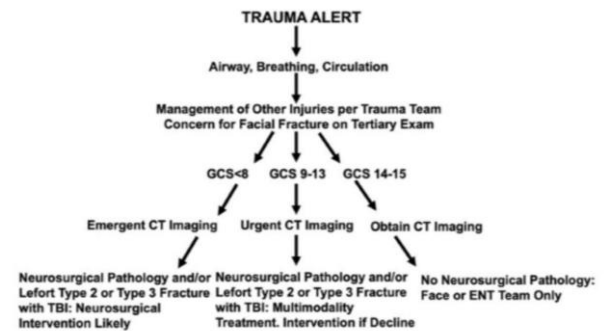 TRAUMA ALERT
Airway, Breathing, Circulation
Management of Other Injuries per Trauma Team
Concern for Facial Fracture on Tertiary Exam
GCS<8 GCS 9-13 GCS 14-15
Emergent CT Imaging Urgent CT Imaging Obtain CT Imaging
Neurosurgical Pathology and/or
Lefort Type 2 or Type 3 Fracture
with TBI: Neurosurgical
Intervention Likely
Neurosurgical Pathology and/or
Lefort Type 2 or Type 3 Fracture
with TBI: Multimodality
Treatment. Intervention if Decline
No Neurosurgical Pathology:
Face or ENT Team Only